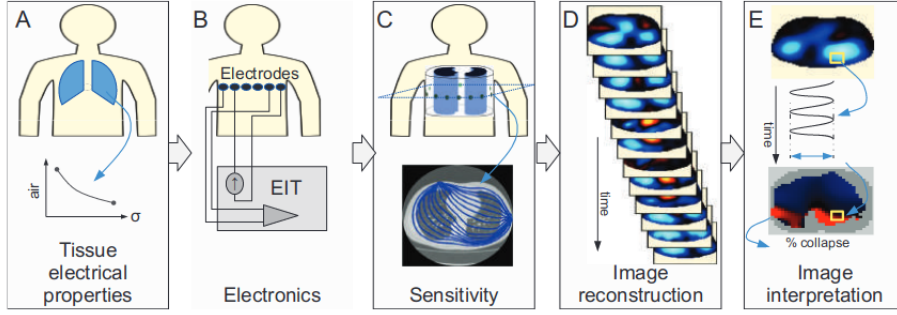 A
air
σ
Tissue
electrical
properties
B
Electrodes
EIT
Electronics
C
Sensitivity
D
time
Image
reconstruction
E
time
% collapse
Image
interpretation